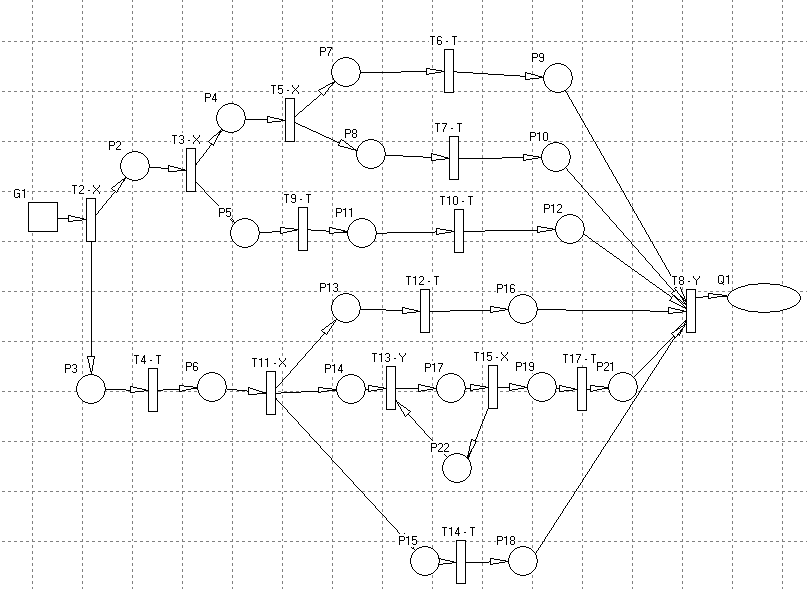 T6 - T
P7
P9
T5 - X
P4
T7 - T
P8
P10
T3 - X
P2
T2 - X
G1
T9 - T
T10 - T
P5
P11
P12
T8 - Y
Q1
T12 - T
P13
P16
P3
T4 - T
P6
T11 - X
P14
T13 - Y
P17
T15 - X
P19
T17 - T
P21
P22
T14 - T
P15
P18